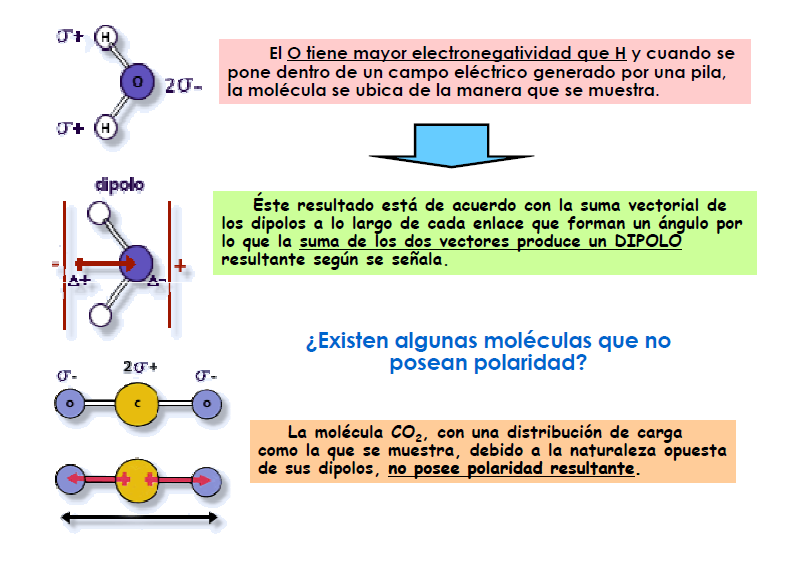 σ+ H
O 2σ-
σ+ H
El O tiene mayor electronegatividad que H y cuando se
pone dentro de un campo eléctrico generado por una pila,
la molécula se ubica de la manera que se muestra.
dipolo
- +
Δ+ Δ-
Éste resultado está de acuerdo con la suma vectorial de
los dipolos a lo largo de cada enlace que forman un ángulo por
lo que la suma de los dos vectores produce un DIPOLO
resultante según se señala.
¿Existen algunas moléculas que no
posean polaridad?
σ- 2σ+ σ-
O C O
La molécula CO₂, con una distribución de carga
como la que se muestra, debido a la naturaleza opuesta
de sus dipolos, no posee polaridad resultante.